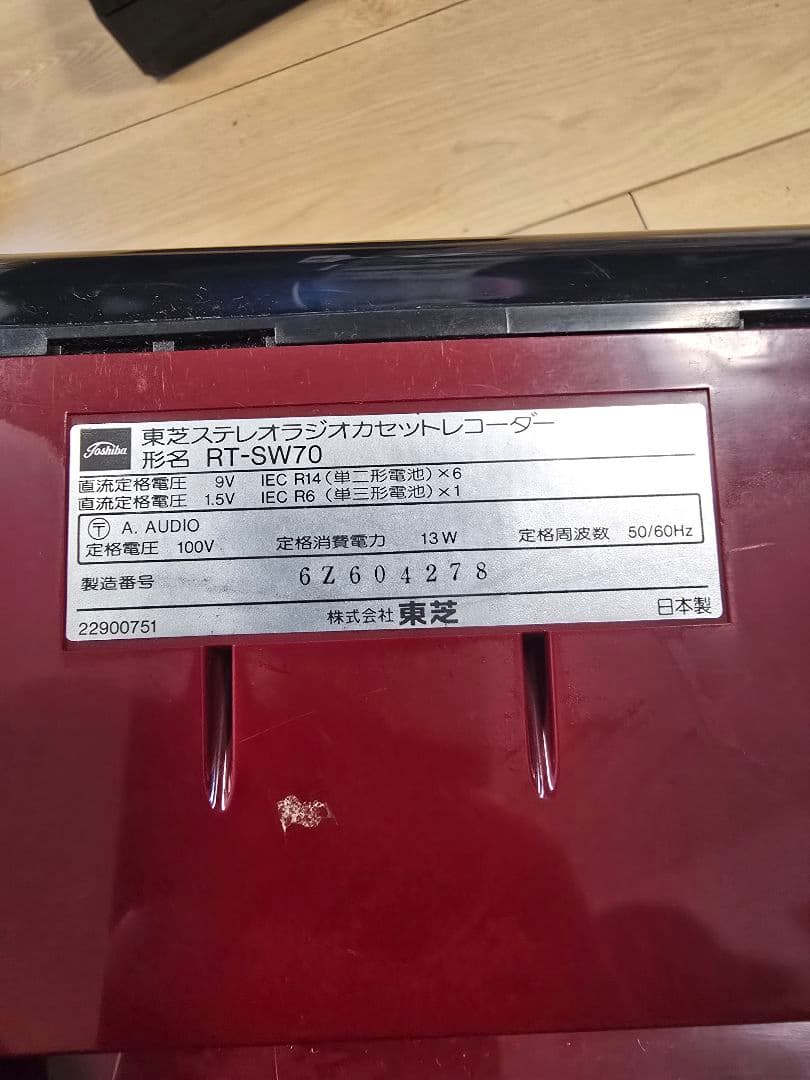 Toshiba
東芝ステレオラジオカセットレコーダー
形名 RT-SW70
直流定格電圧 9V IEC R14(単二形電池)×6
直流定格電圧 1.5V IEC R6(単三形電池)×1
〒 A. AUDIO
定格電圧 100V 定格消費電力 13W 定格周波数 50/60Hz
製造番号 6Z604278
22900751 株式会社 東芝 日本製